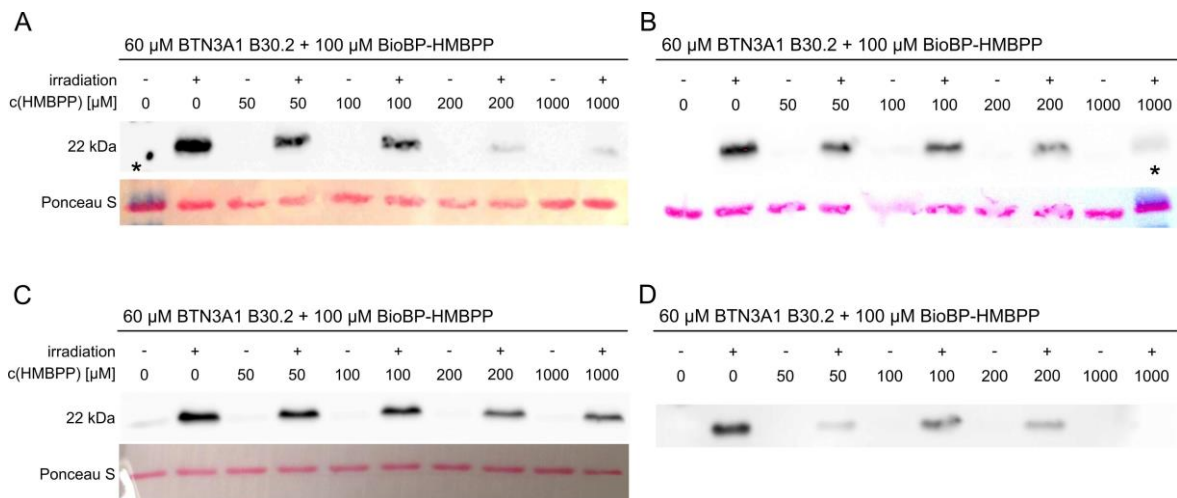 A
60 µM BTN3A1 B30.2 + 100 µM BioBP-HMBPP
irradiation - + - + - + - + - +
c(HMBPP) [µM] 0 0 50 50 100 100 200 200 1000 1000
22 kDa
*
Ponceau S
B
60 µM BTN3A1 B30.2 + 100 µM BioBP-HMBPP
- + - + - + - + - +
0 0 50 50 100 100 200 200 1000 1000
*
C
60 µM BTN3A1 B30.2 + 100 µM BioBP-HMBPP
irradiation - + - + - + - + - +
c(HMBPP) [µM] 0 0 50 50 100 100 200 200 1000 1000
22 kDa
Ponceau S
D
60 µM BTN3A1 B30.2 + 100 µM BioBP-HMBPP
- + - + - + - + - +
0 0 50 50 100 100 200 200 1000 1000